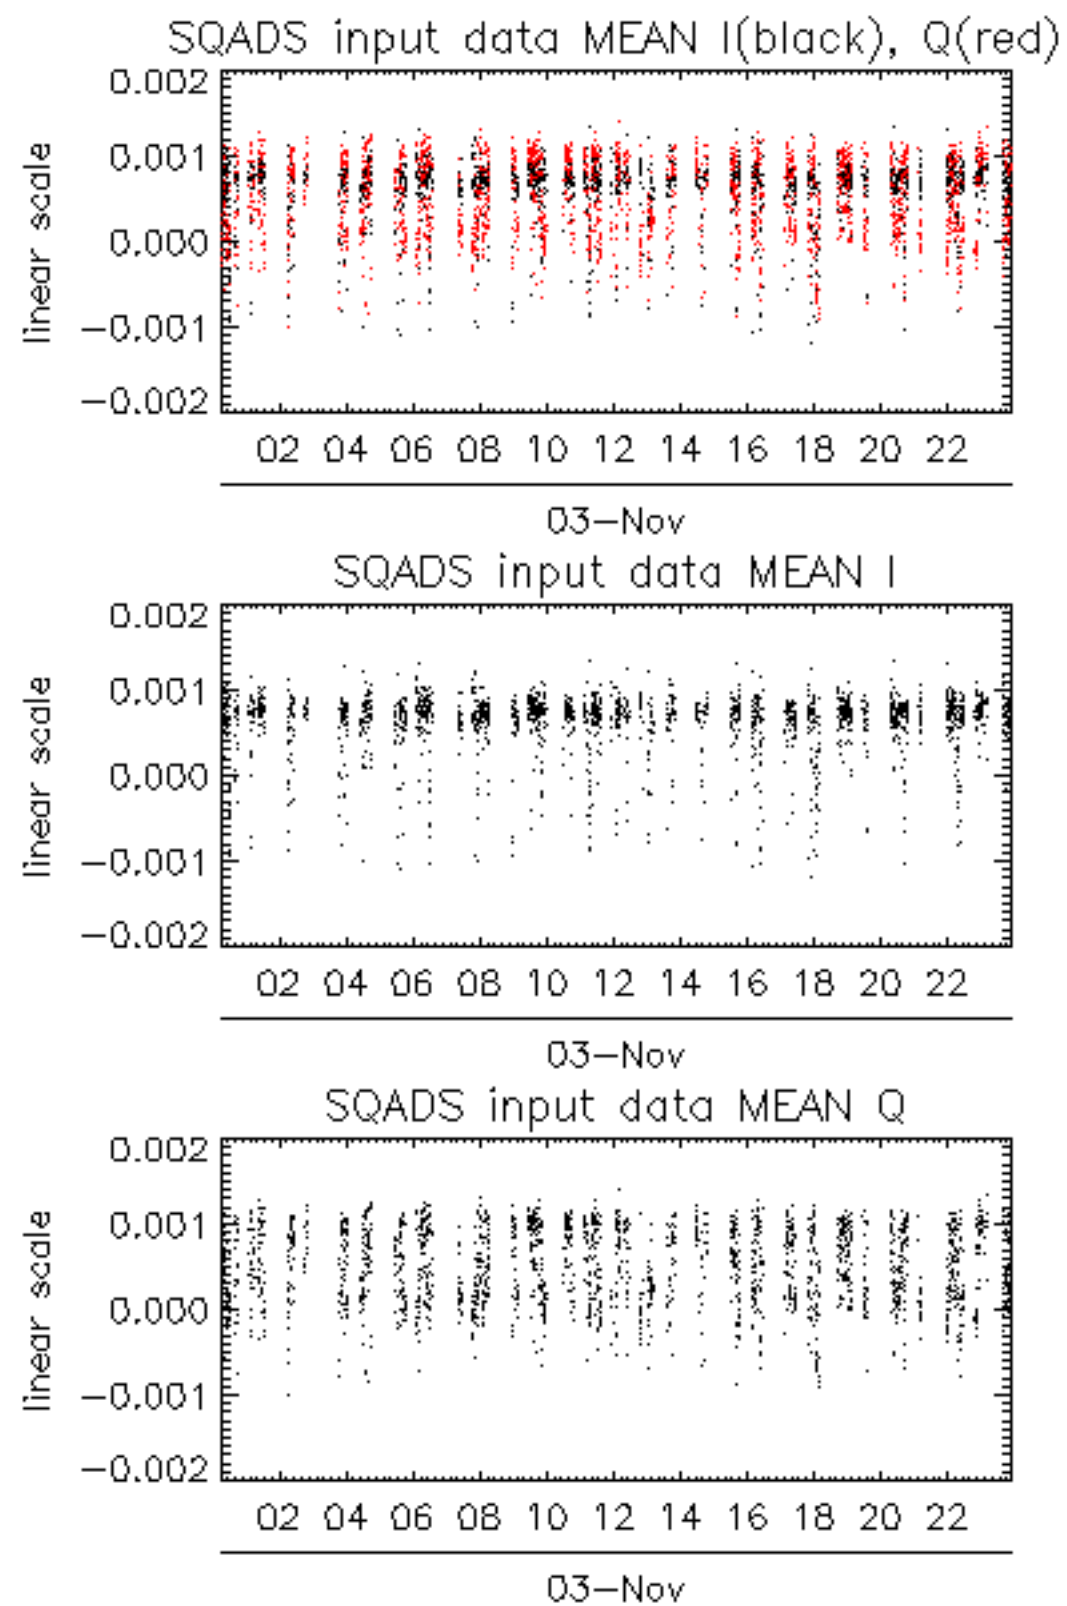 SQADS input data MEAN I(black), Q(red)
0.002
0.001
0.000
−0.001
−0.002
linear scale
02 04 06 08 10 12 14 16 18 20 22
03−Nov
SQADS input data MEAN I
0.002
0.001
0.000
−0.001
−0.002
linear scale
02 04 06 08 10 12 14 16 18 20 22
03−Nov
SQADS input data MEAN Q
0.002
0.001
0.000
−0.001
−0.002
linear scale
02 04 06 08 10 12 14 16 18 20 22
03−Nov